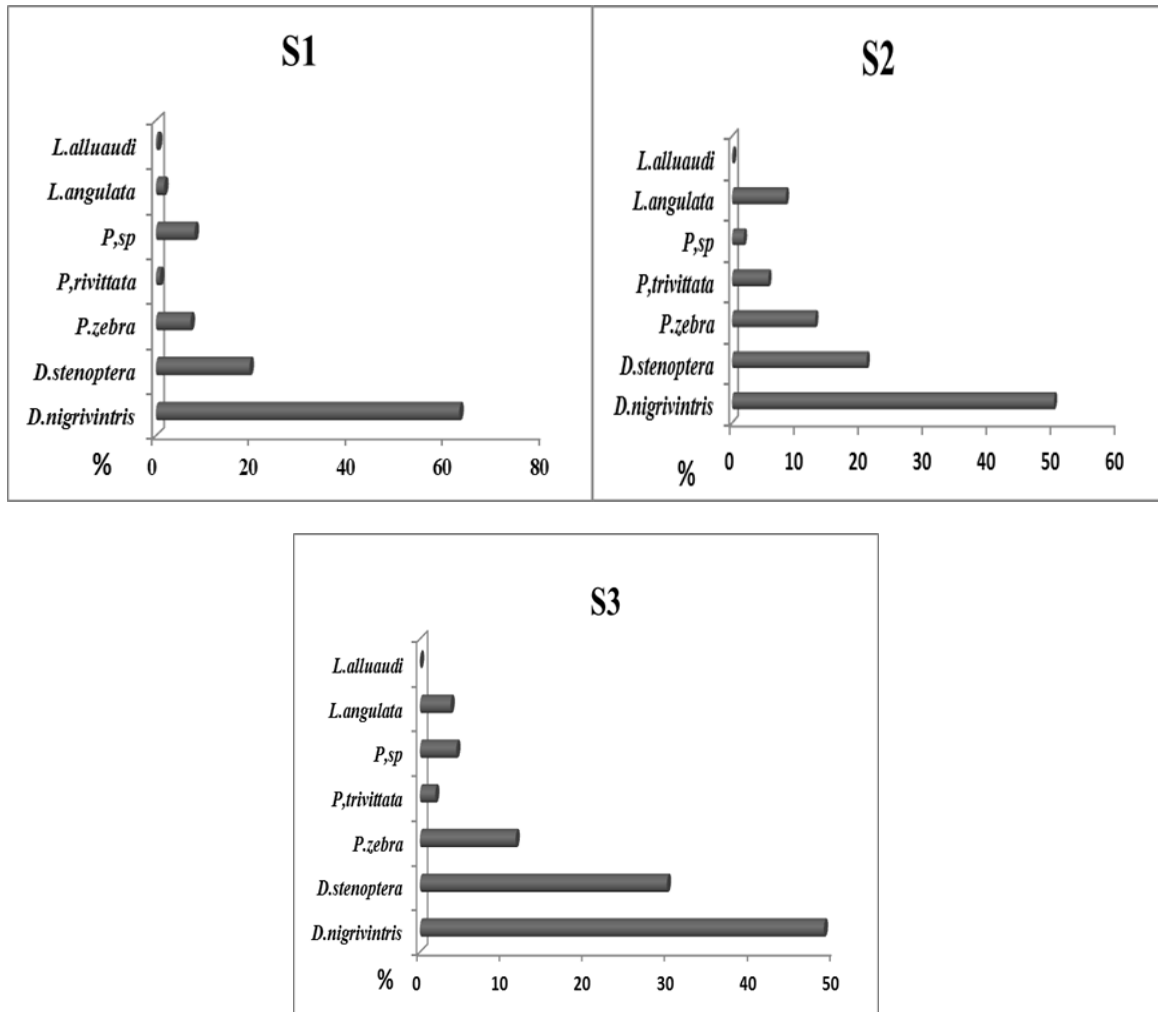 S1
L.alluaudi
L.angulata
P,sp
P,rivittata
P.zebra
D.stenoptera
D.nigrivintris
% 0 20 40 60 80
S2
L.alluaudi
L.angulata
P,sp
P,trivittata
P.zebra
D.stenoptera
D.nigrivintris
% 0 10 20 30 40 50 60
S3
L.alluaudi
L.angulata
P,sp
P,trivittata
P.zebra
D.stenoptera
D.nigrivintris
% 0 10 20 30 40 50